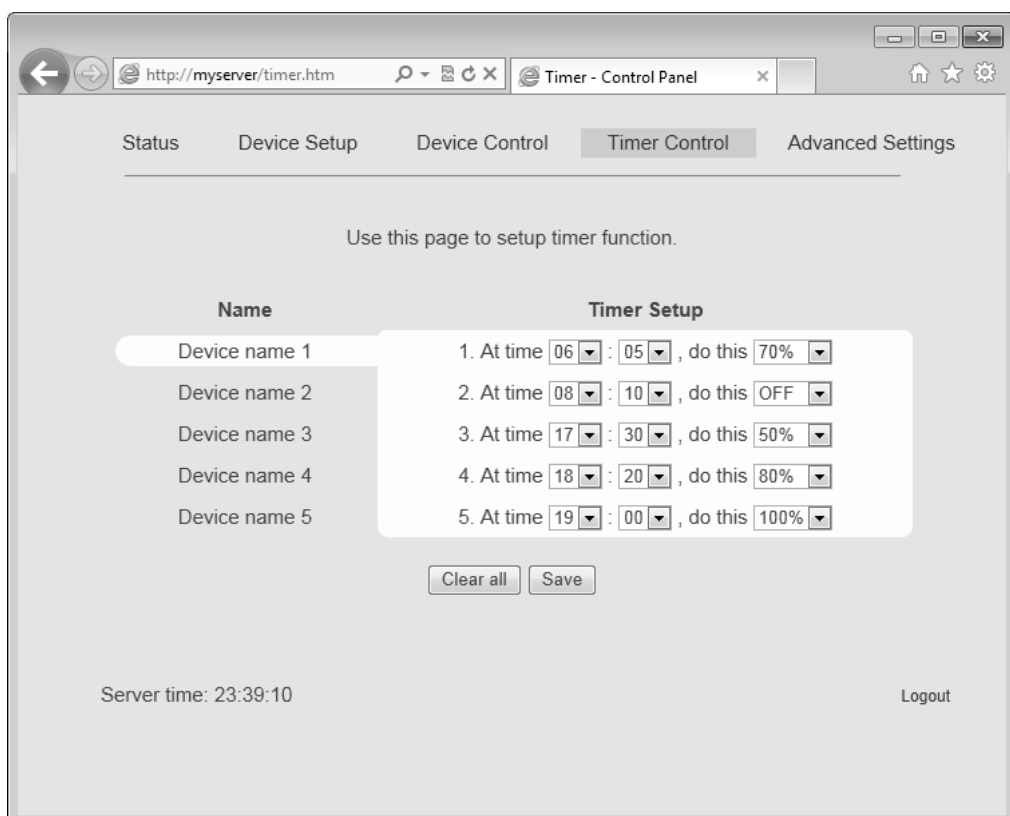 http://myserver/timer.htm
Timer - Control Panel
Status Device Setup Device Control Timer Control Advanced Settings
Use this page to setup timer function.
Name Timer Setup
Device name 1 1. At time 06 : 05 , do this 70%
Device name 2 2. At time 08 : 10 , do this OFF
Device name 3 3. At time 17 : 30 , do this 50%
Device name 4 4. At time 18 : 20 , do this 80%
Device name 5 5. At time 19 : 00 , do this 100%
Clear all Save
Server time: 23:39:10 Logout